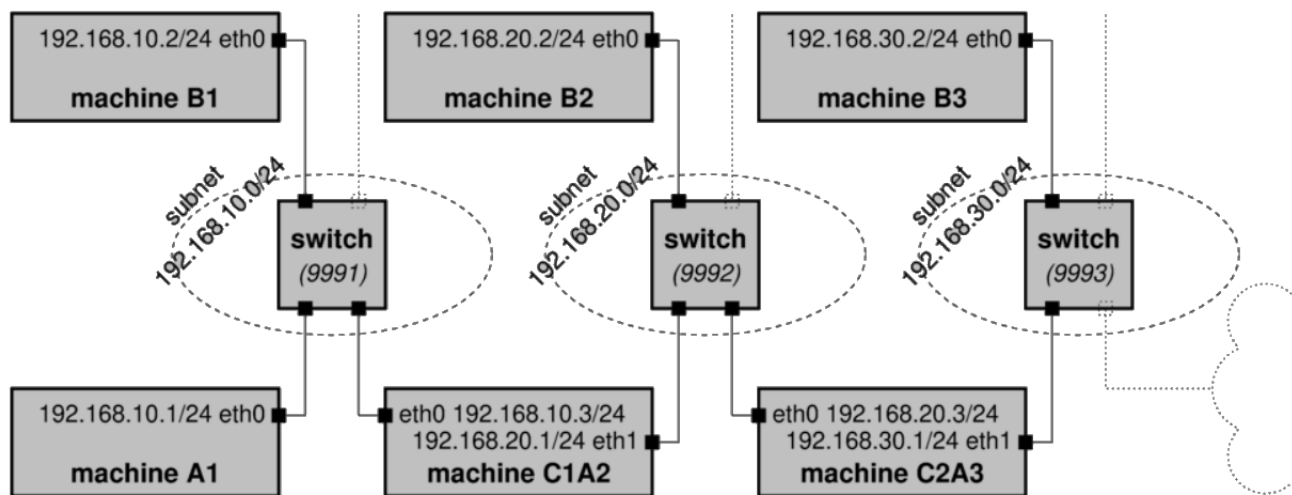 192.168.10.2/24 eth0
machine B1
192.168.20.2/24 eth0
machine B2
192.168.30.2/24 eth0
machine B3
subnet
192.168.10.0/24
switch
(9991)
subnet
192.168.20.0/24
switch
(9992)
subnet
192.168.30.0/24
switch
(9993)
192.168.10.1/24 eth0
machine A1
eth0 192.168.10.3/24
192.168.20.1/24 eth1
machine C1A2
eth0 192.168.20.3/24
192.168.30.1/24 eth1
machine C2A3